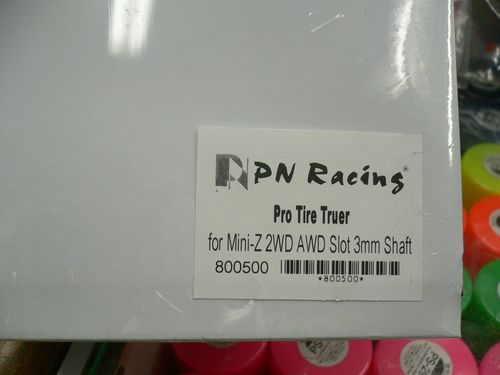 PN Racing®
Pro Tire Truer
for Mini-Z 2WD AWD Slot 3mm Shaft
800500
*800500*